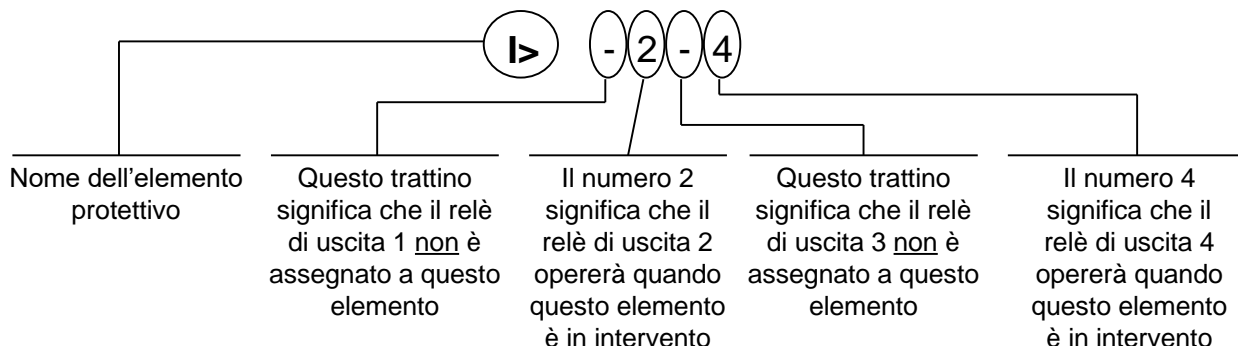 I> - 2 - 4
Nome dell'elemento
protettivo
Questo trattino
significa che il relè
di uscita 1 non è
assegnato a questo
elemento
Il numero 2
significa che il
relè di uscita 2
opererà quando
questo elemento
è in intervento
Questo trattino
significa che il relè
di uscita 3 non è
assegnato a questo
elemento
Il numero 4
significa che il
relè di uscita 4
opererà quando
questo elemento
è in intervento